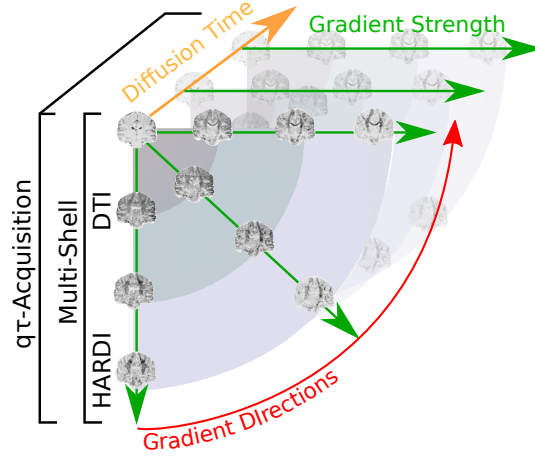 Gradient Strength
Diffusion Time
qτ-Acquisition
Multi-Shell
DTI
HARDI
Gradient DIrections